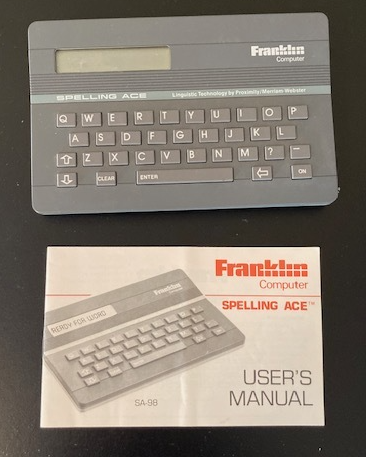 Franklin
Computer
SPELLING ACE Linguistic Technology by Proximity/Merriam Webster
Q W E R T Y U I O P
A S D F G H J K L
Z X C V B N M ? –
CLEAR ENTER ON
Franklin
Computer
SPELLING ACE™
READY FOR WORD
SA-98
USER'S
MANUAL